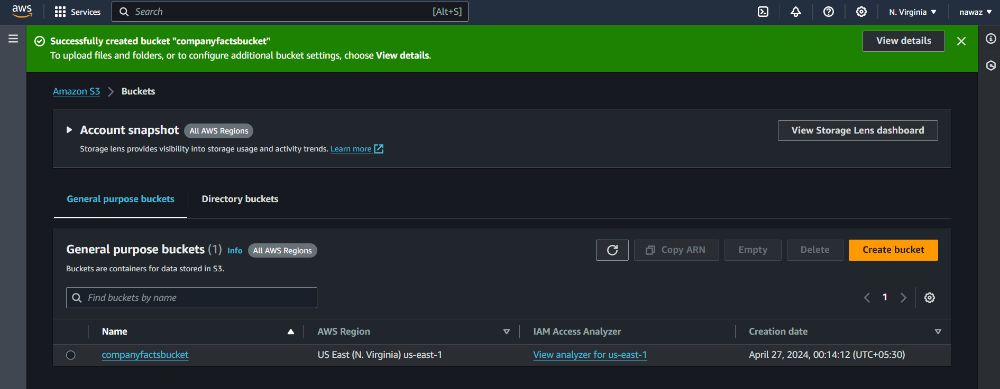 aws Services Search [Alt+S] N. Virginia nawaz
Successfully created bucket "companyfactsbucket"
To upload files and folders, or to configure additional bucket settings, choose View details.
View details
Amazon S3 Buckets
Account snapshot All AWS Regions
Storage lens provides visibility into storage usage and activity trends. Learn more
View Storage Lens dashboard
General purpose buckets Directory buckets
General purpose buckets (1) Info All AWS Regions
Buckets are containers for data stored in S3.
Copy ARN Empty Delete Create bucket
Find buckets by name
1
Name AWS Region IAM Access Analyzer Creation date
companyfactsbucket US East (N. Virginia) us-east-1 View analyzer for us-east-1 April 27, 2024, 00:14:12 (UTC+05:30)